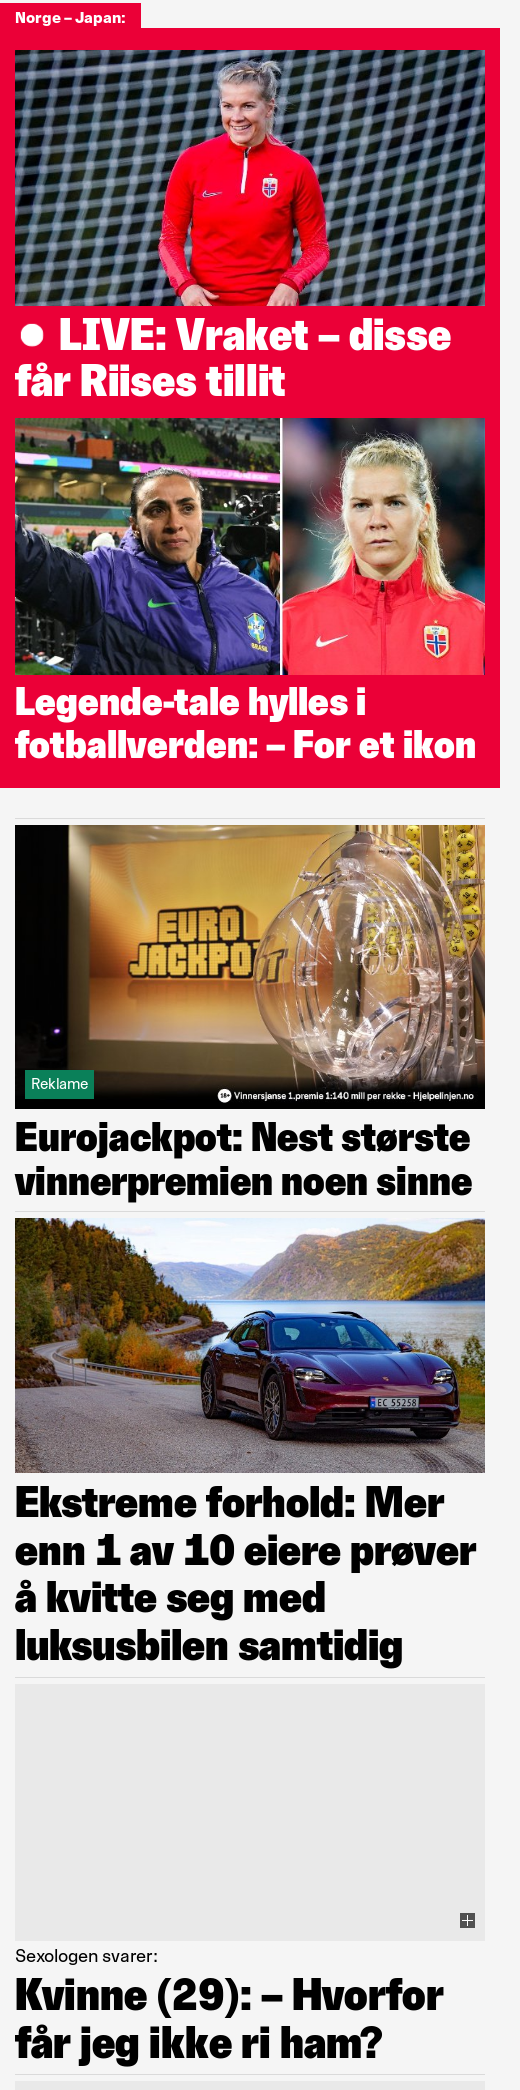 Norge – Japan:
● LIVE: Vraket – disse
får Riises tillit
BRASIL
Legende-tale hylles i
fotballverden: – For et ikon
EURO
JACKPOT
Reklame
18+ Vinnersjanse 1.premie 1:140 mill per rekke - Hjelpelinjen.no
Eurojackpot: Nest største
vinnerpremien noen sinne
EC 55258
Ekstreme forhold: Mer
enn 1 av 10 eiere prøver
å kvitte seg med
luksusbilen samtidig
Sexologen svarer:
Kvinne (29): – Hvorfor
får jeg ikke ri ham?